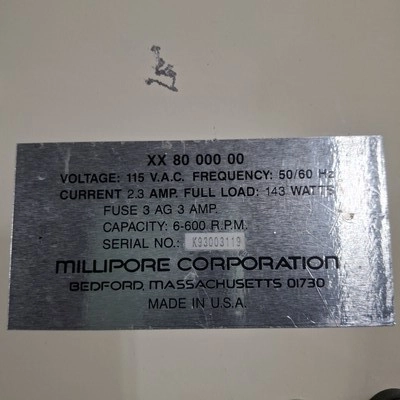 XX 80 000 00
VOLTAGE: 115 V.A.C. FREQUENCY: 50/60 Hz
CURRENT 2.3 AMP. FULL LOAD: 143 WATTS
FUSE 3 AG 3 AMP.
CAPACITY: 6-600 R.P.M.
SERIAL NO.: K93003119
MILLIPORE CORPORATION
BEDFORD, MASSACHUSETTS 01730
MADE IN U.S.A.